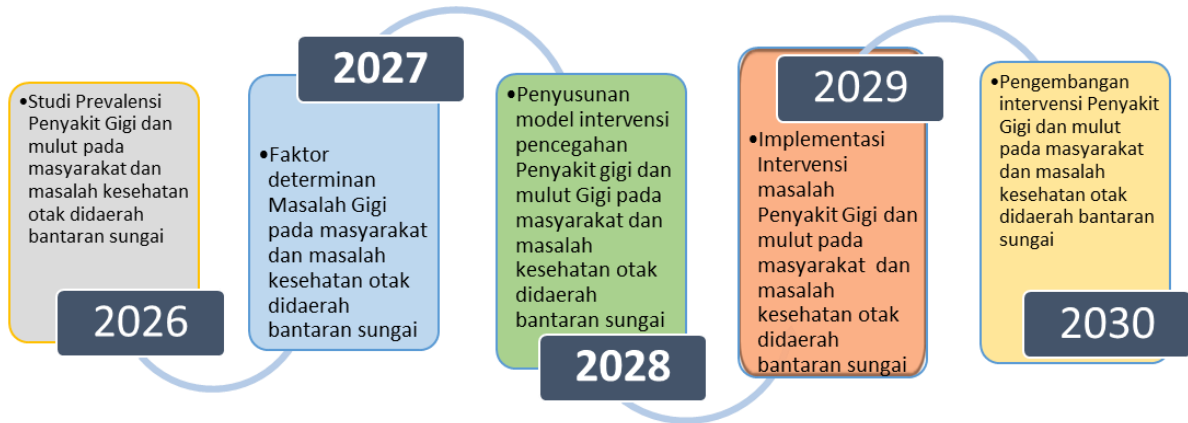 •Studi Prevalensi
Penyakit Gigi dan
mulut pada
masyarakat dan
masalah kesehatan
otak didaerah
bantaran sungai
2026
2027
•Faktor
determinan
Masalah Gigi
pada masyarakat
dan masalah
kesehatan otak
didaerah
bantaran sungai
•Penyusunan
model intervensi
pencegahan
Penyakit gigi dan
mulut Gigi pada
masyarakat dan
masalah
kesehatan otak
didaerah
bantaran sungai
2028
2029
•Implementasi
Intervensi
masalah
Penyakit Gigi dan
mulut pada
masyarakat dan
masalah
kesehatan otak
didaerah
bantaran sungai
•Pengembangan
intervensi Penyakit
Gigi dan mulut
pada masyarakat
dan masalah
kesehatan otak
didaerah bantaran
sungai
2030